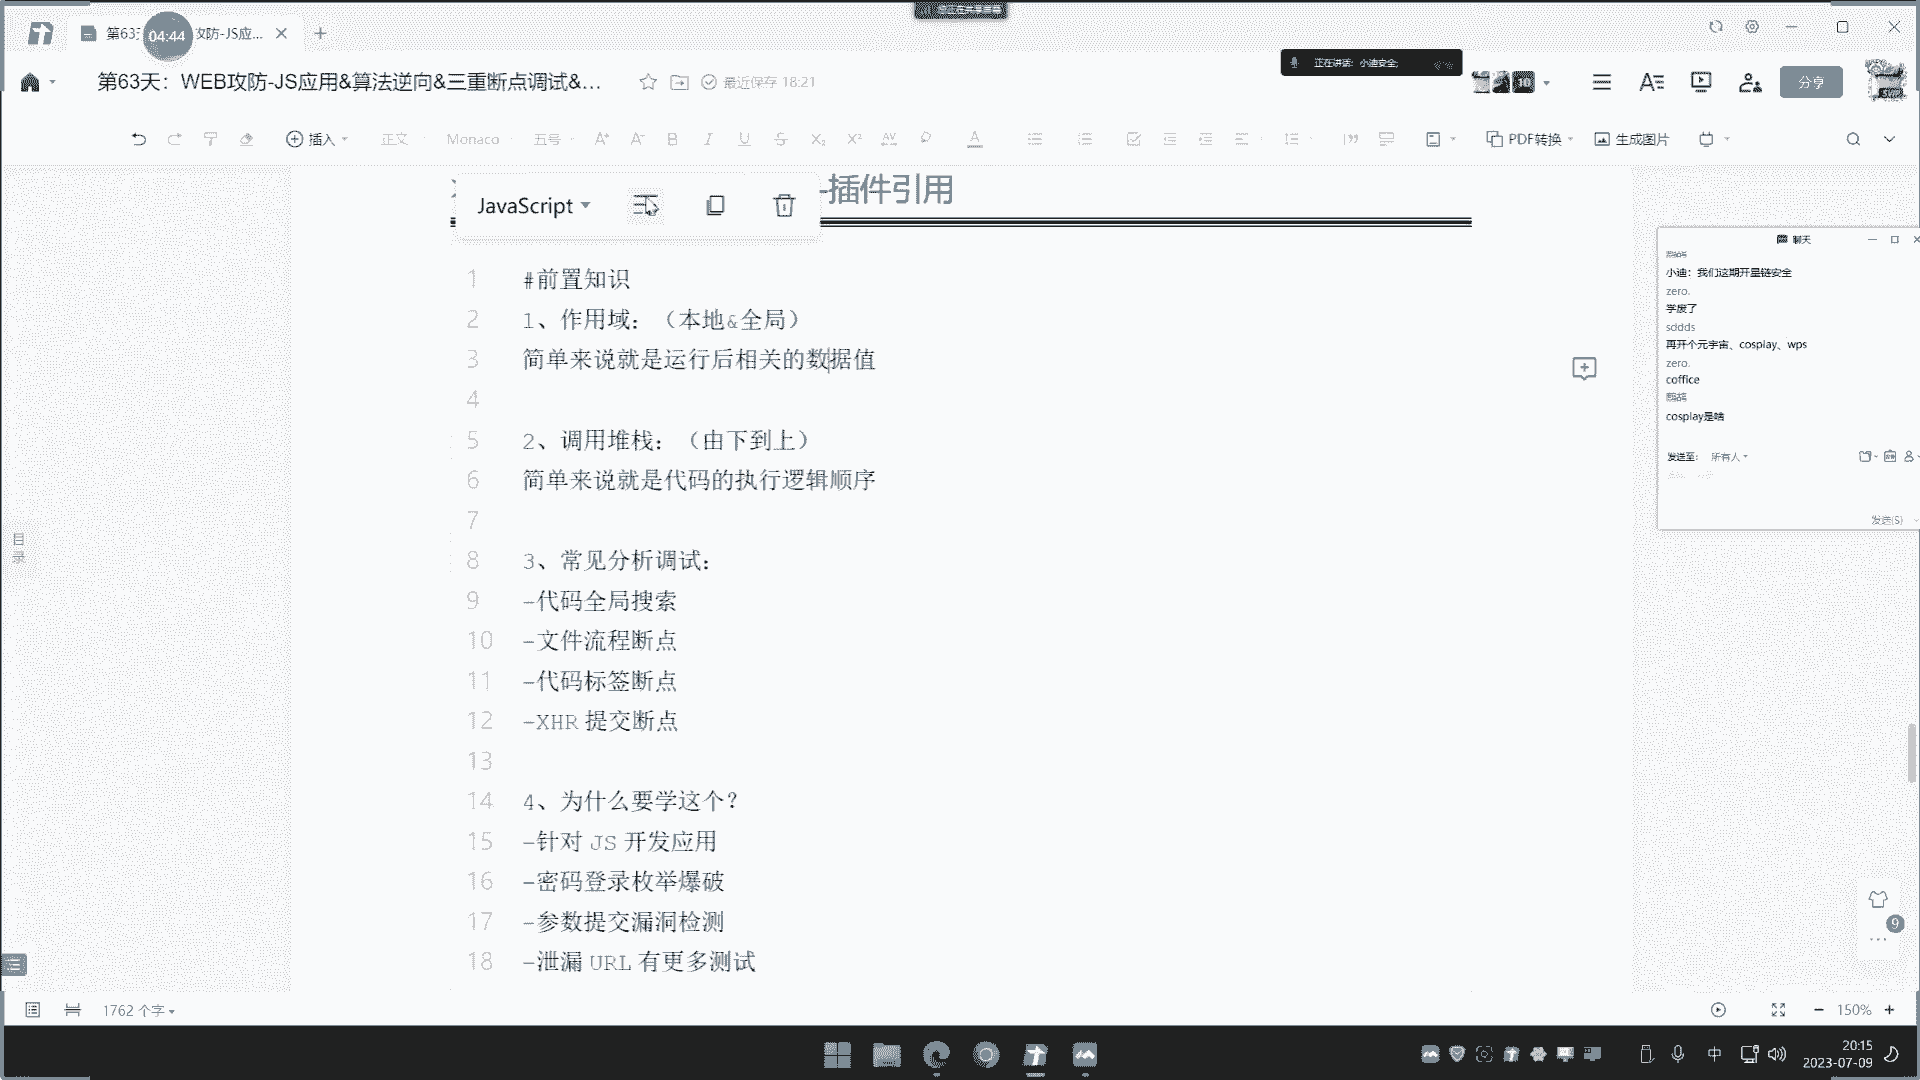 第63天
04:44
攻防-JS应...
第63天：WEB攻防-JS应用&算法逆向&三重断点调试&...
最近保存 18:21
正在讲话：小迪安全;
10
分享
插入
正文
Monaco
五号
PDF转换
生成图片
JavaScript
-插件引用
1 #前置知识
2 1、作用域：（本地&全局）
3 简单来说就是运行后相关的数据值
4
5 2、调用堆栈：（由下到上）
6 简单来说就是代码的执行逻辑顺序
7
8 3、常见分析调试：
9 -代码全局搜索
10 -文件流程断点
11 -代码标签断点
12 -XHR 提交断点
13
14 4、为什么要学这个？
15 -针对 JS 开发应用
16 -密码登录枚举爆破
17 -参数提交漏洞检测
18 -泄漏 URL 有更多测试
聊天
小迪：我们这期开星链安全
zero.
学废了
sddds
再开个元宇宙、cosplay、wps
zero.
coffice
cosplay是啥
发送至： 所有人
发送(S)
目
录
9
1762 个字
150%
中
20:15
2023-07-09